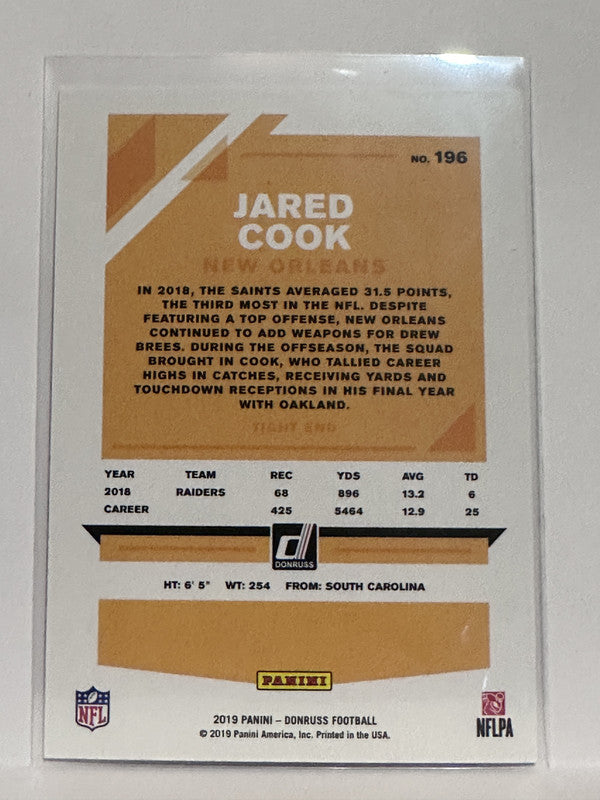 NO. 196
JARED
COOK
NEW ORLEANS
IN 2018, THE SAINTS AVERAGED 31.5 POINTS,
THE THIRD MOST IN THE NFL. DESPITE
FEATURING A TOP OFFENSE, NEW ORLEANS
CONTINUED TO ADD WEAPONS FOR DREW
BREES. DURING THE OFFSEASON, THE SQUAD
BROUGHT IN COOK, WHO TALLIED CAREER
HIGHS IN CATCHES, RECEIVING YARDS AND
TOUCHDOWN RECEPTIONS IN HIS FINAL YEAR
WITH OAKLAND.
TIGHT END
YEAR TEAM REC YDS AVG TD
2018 RAIDERS 68 896 13.2 6
CAREER 425 5464 12.9 25
DONRUSS
HT: 6' 5" WT: 254 FROM: SOUTH CAROLINA
PANINI
NFL
2019 PANINI – DONRUSS FOOTBALL
© 2019 Panini America, Inc. Printed in the USA.
NFLPA